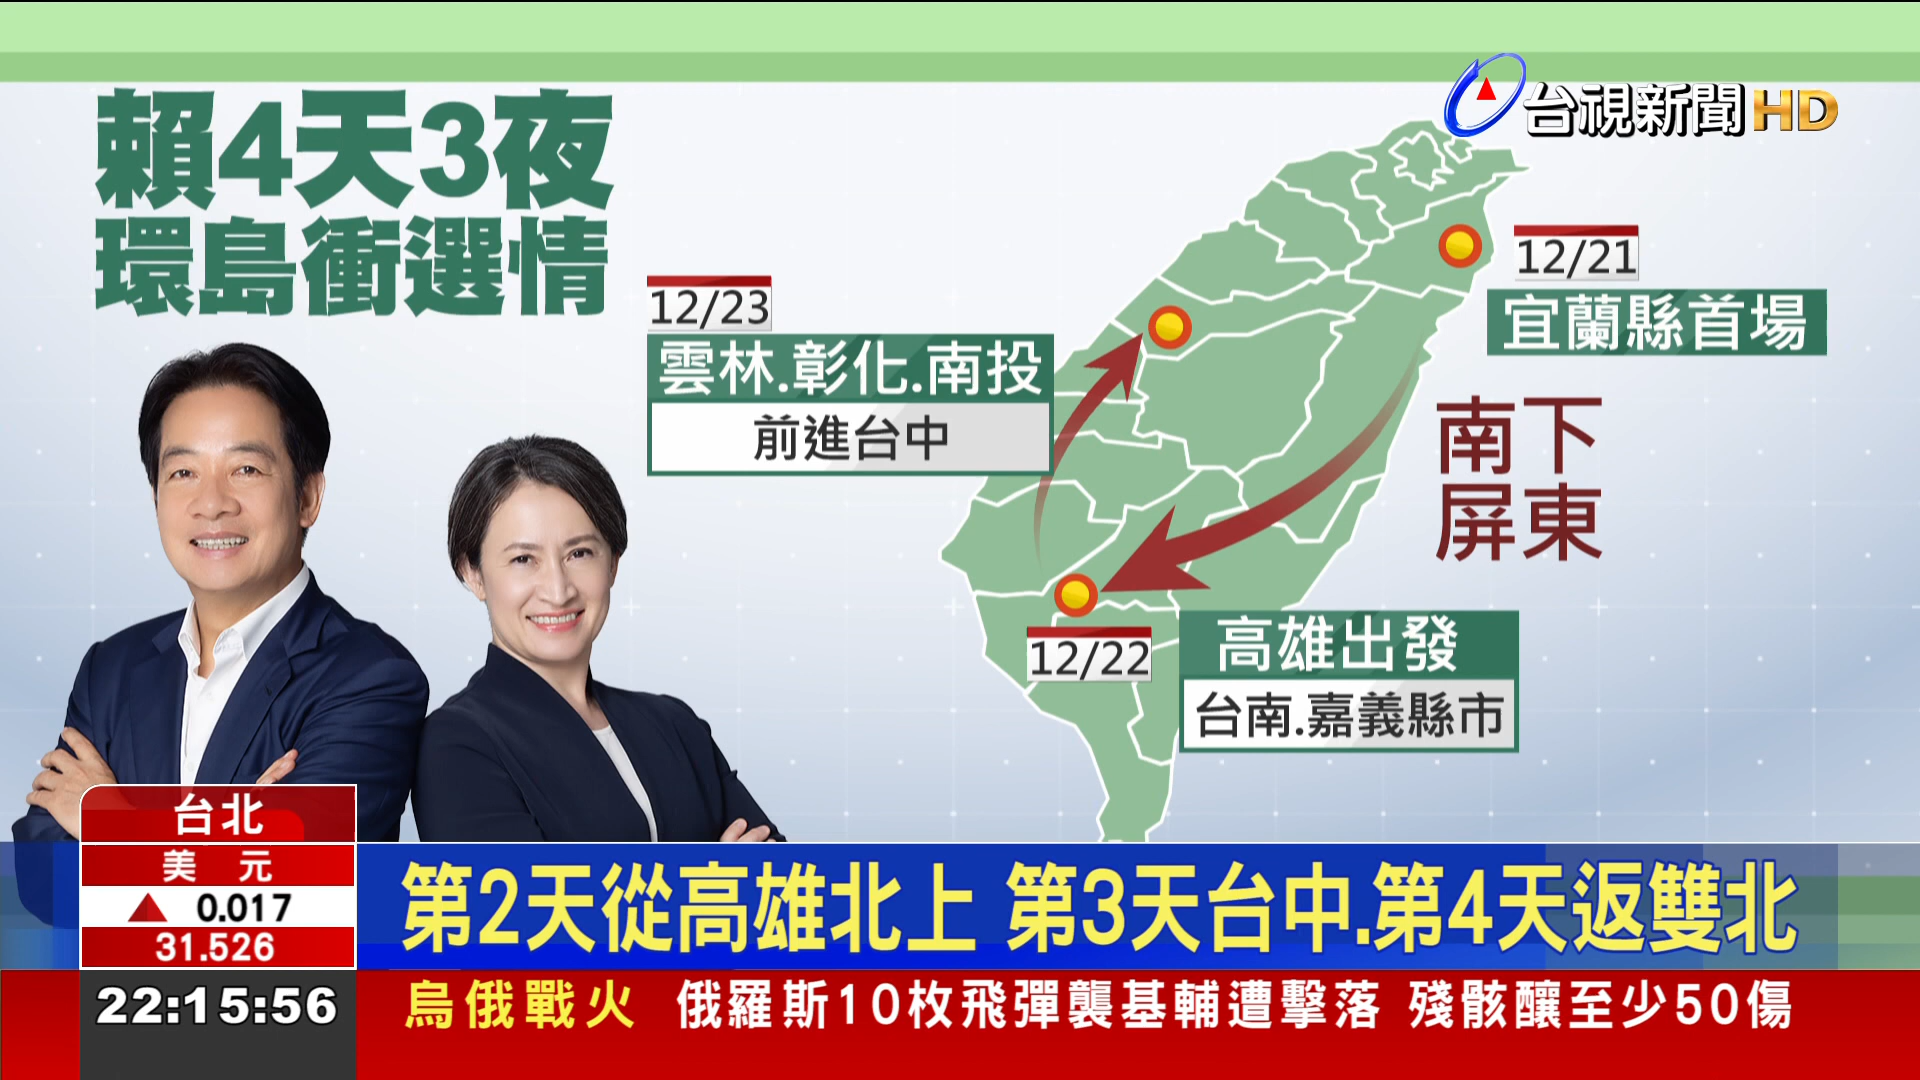 台視新聞HD
賴4天3夜
環島衝選情
12/21
宜蘭縣首場
12/23
雲林.彰化.南投
前進台中
南下
屏東
12/22
高雄出發
台南.嘉義縣市
台北
美 元
▲ 0.017
31.526
第2天從高雄北上 第3天台中.第4天返雙北
22:15:56
烏俄戰火 俄羅斯10枚飛彈襲基輔遭擊落 殘骸釀至少50傷